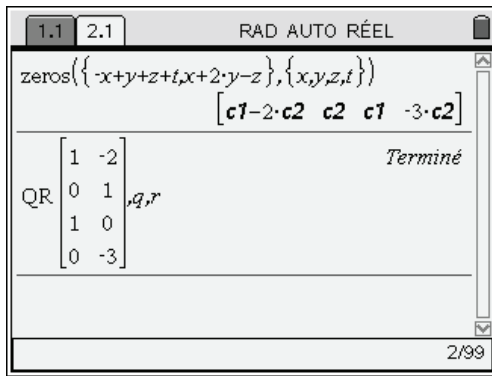 1.1 2.1 RAD AUTO RÉEL
zeros({-x+y+z+t,x+2·y-z},{x,y,z,t})
[c1-2·c2 c2 c1 -3·c2]
QR [1 -2 0 1 1 0 0 -3],q,r Terminé
2/99